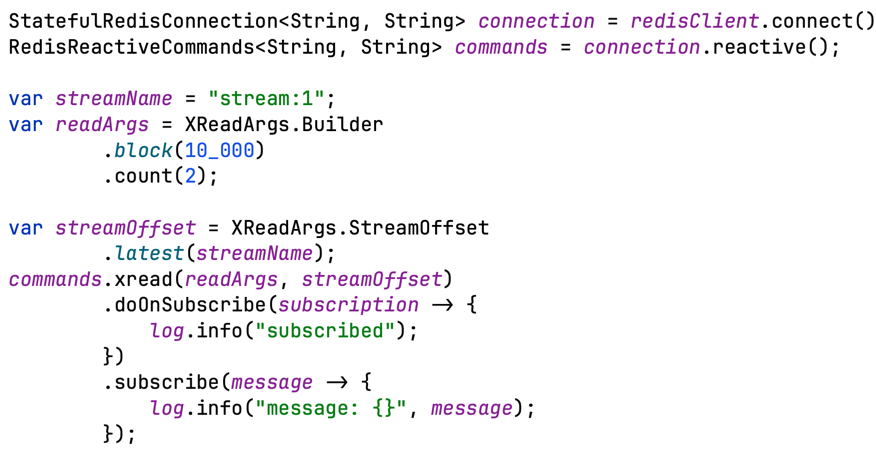 StatefulRedisConnection<String, String> connection = redisClient.connect()
RedisReactiveCommands<String, String> commands = connection.reactive();
var streamName = "stream:1";
var readArgs = XReadArgs.Builder
        .block(10_000)
        .count(2);
var streamOffset = XReadArgs.StreamOffset
        .latest(streamName);
commands.xread(readArgs, streamOffset)
        .doOnSubscribe(subscription -> {
            log.info("subscribed");
        })
        .subscribe(message -> {
            log.info("message: {}", message);
        });